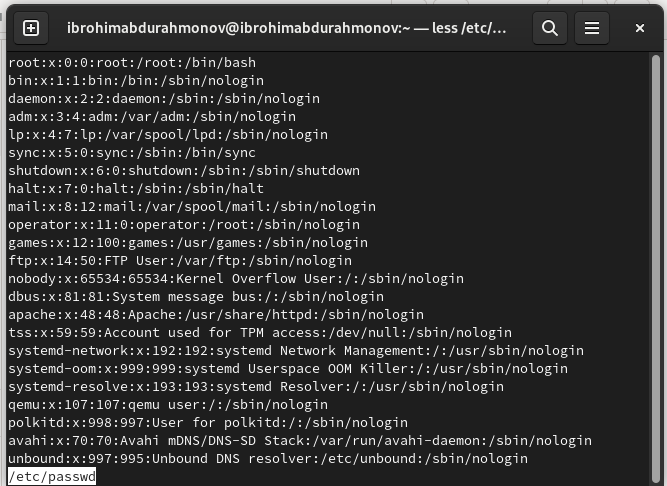 ibrohimabdurahmonov@ibrohimabdurahmonov:~ — less /etc/…
root:x:0:0:root:/root:/bin/bash
bin:x:1:1:bin:/bin:/sbin/nologin
daemon:x:2:2:daemon:/sbin:/sbin/nologin
adm:x:3:4:adm:/var/adm:/sbin/nologin
lp:x:4:7:lp:/var/spool/lpd:/sbin/nologin
sync:x:5:0:sync:/sbin:/bin/sync
shutdown:x:6:0:shutdown:/sbin:/sbin/shutdown
halt:x:7:0:halt:/sbin:/sbin/halt
mail:x:8:12:mail:/var/spool/mail:/sbin/nologin
operator:x:11:0:operator:/root:/sbin/nologin
games:x:12:100:games:/usr/games:/sbin/nologin
ftp:x:14:50:FTP User:/var/ftp:/sbin/nologin
nobody:x:65534:65534:Kernel Overflow User:/:/sbin/nologin
dbus:x:81:81:System message bus:/:/sbin/nologin
apache:x:48:48:Apache:/usr/share/httpd:/sbin/nologin
tss:x:59:59:Account used for TPM access:/dev/null:/sbin/nologin
systemd-network:x:192:192:systemd Network Management:/:/usr/sbin/nologin
systemd-oom:x:999:999:systemd Userspace OOM Killer:/:/usr/sbin/nologin
systemd-resolve:x:193:193:systemd Resolver:/:/usr/sbin/nologin
qemu:x:107:107:qemu user:/:/sbin/nologin
polkitd:x:998:997:User for polkitd:/:/sbin/nologin
avahi:x:70:70:Avahi mDNS/DNS-SD Stack:/var/run/avahi-daemon:/sbin/nologin
unbound:x:997:995:Unbound DNS resolver:/etc/unbound:/sbin/nologin
/etc/passwd